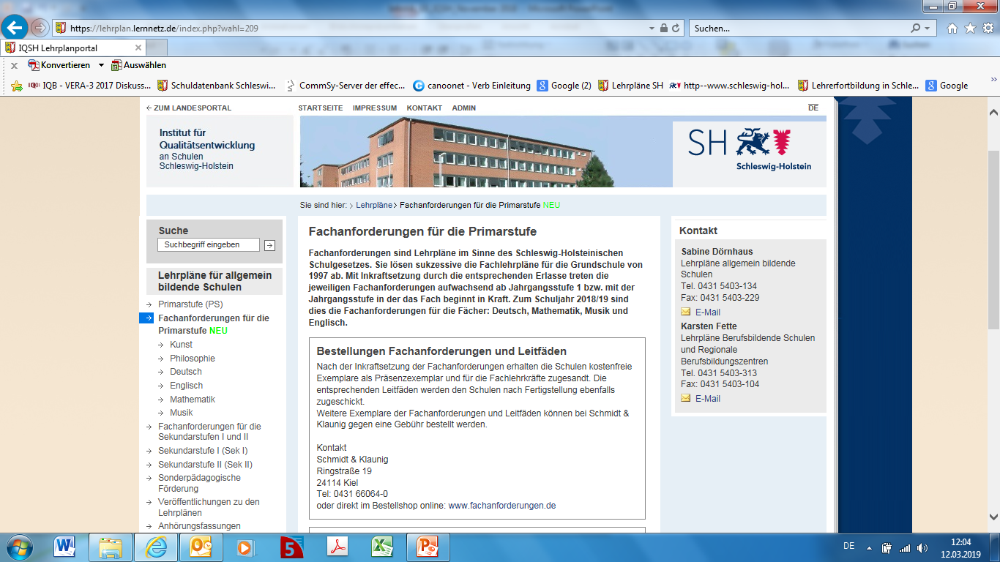 https://lehrplan.lernnetz.de/index.php?wahl=209
Suchen...
IQSH Lehrplanportal
Konvertieren
Auswählen
IQB - VERA-3 2017 Diskuss...
Schuldatenbank Schleswi...
CommSy-Server der effec...
canoonet - Verb Einleitung
Google (2)
Lehrpläne SH
http--www.schleswig-hol...
Lehrerfortbildung in Schle...
Google
ZUM LANDESPORTAL
STARTSEITE IMPRESSUM KONTAKT ADMIN
DE
Institut für
Qualitätsentwicklung
an Schulen
Schleswig-Holstein
SH
Schleswig-Holstein
Sie sind hier: > Lehrpläne > Fachanforderungen für die Primarstufe NEU
Suche
Suchbegriff eingeben
Lehrpläne für allgemein
bildende Schulen
Primarstufe (PS)
Fachanforderungen für die
Primarstufe NEU
Kunst
Philosophie
Deutsch
Englisch
Mathematik
Musik
Fachanforderungen für die
Sekundarstufen I und II
Sekundarstufe I (Sek I)
Sekundarstufe II (Sek II)
Sonderpädagogische
Förderung
Veröffentlichungen zu den
Lehrplänen
Anhörungsfassungen
Fachanforderungen für die Primarstufe
Fachanforderungen sind Lehrpläne im Sinne des Schleswig-Holsteinischen
Schulgesetzes. Sie lösen sukzessive die Fachlehrpläne für die Grundschule von
1997 ab. Mit Inkraftsetzung durch die entsprechenden Erlasse treten die
jeweiligen Fachanforderungen aufwachsend ab Jahrgangsstufe 1 bzw. mit der
Jahrgangsstufe in der das Fach beginnt in Kraft. Zum Schuljahr 2018/19 sind
dies die Fachanforderungen für die Fächer: Deutsch, Mathematik, Musik und
Englisch.
Bestellungen Fachanforderungen und Leitfäden
Nach der Inkraftsetzung der Fachanforderungen erhalten die Schulen kostenfreie
Exemplare als Präsenzexemplar und für die Fachlehrkräfte zugesandt. Die
entsprechenden Leitfäden werden den Schulen nach Fertigstellung ebenfalls
zugeschickt.
Weitere Exemplare der Fachanforderungen und Leitfäden können bei Schmidt &
Klaunig gegen eine Gebühr bestellt werden.
Kontakt
Schmidt & Klaunig
Ringstraße 19
24114 Kiel
Tel: 0431 66064-0
oder direkt im Bestellshop online: www.fachanforderungen.de
Kontakt
Sabine Dörnhaus
Lehrpläne allgemein bildende
Schulen
Tel. 0431 5403-134
Fax: 0431 5403-229
E-Mail
Karsten Fette
Lehrpläne Berufsbildende Schulen
und Regionale
Berufsbildungszentren
Tel. 0431 5403-313
Fax: 0431 5403-104
E-Mail
DE
12:04
12.03.2019